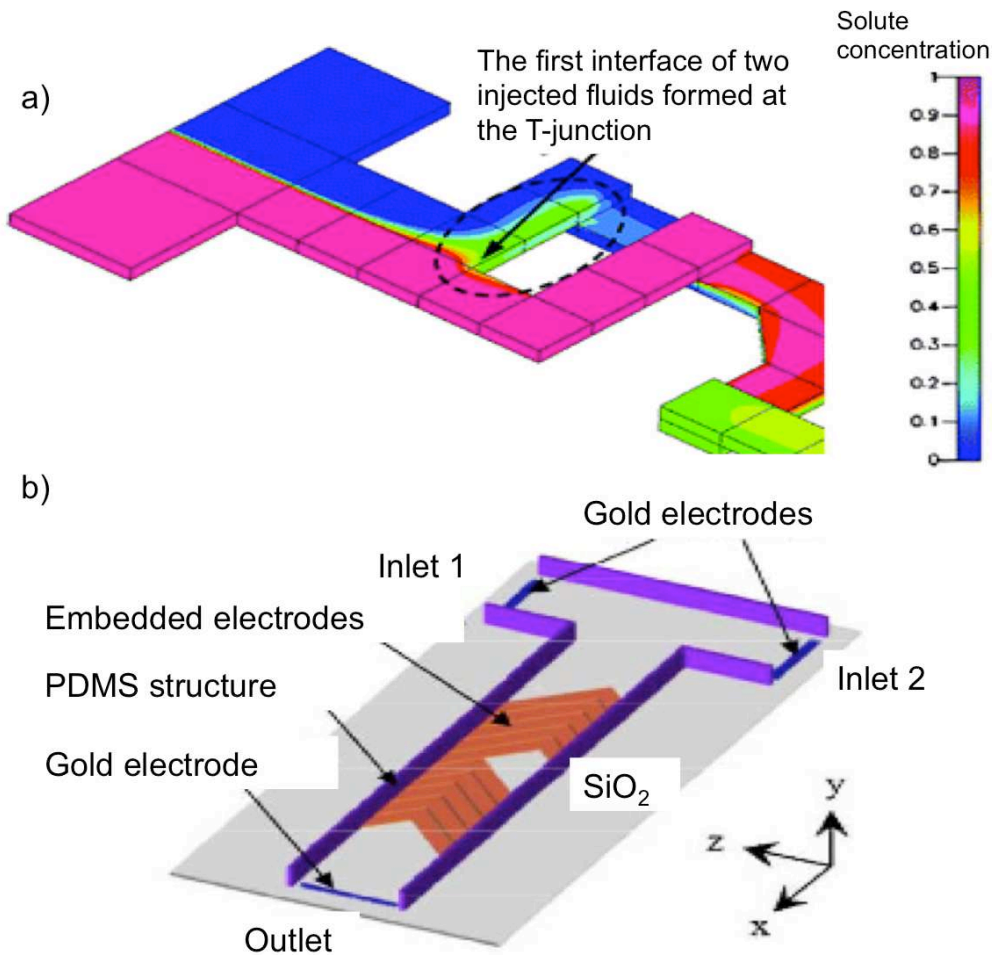 Solute
concentration
a)
The first interface of two
injected fluids formed at
the T-junction
1
0.9
0.8
0.7
0.6
0.5
0.4
0.3
0.2
0.1
0
b)
Gold electrodes
Inlet 1
Embedded electrodes
PDMS structure
Inlet 2
Gold electrode
SiO₂
y
z
x
Outlet